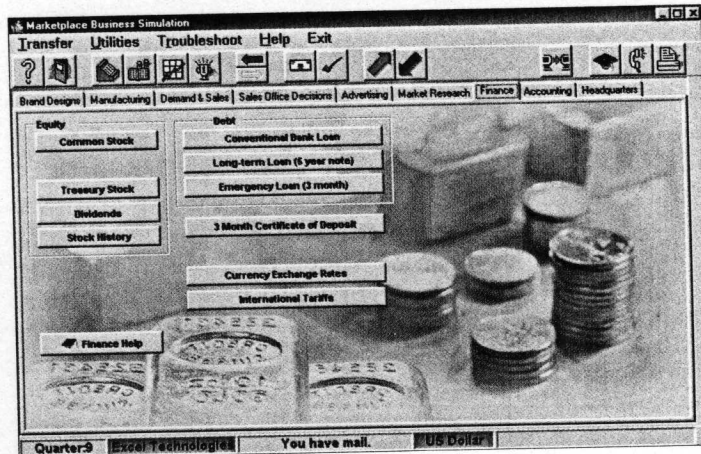 Marketplace Business Simulation
Transfer Utilities Troubleshoot Help Exit
Brand Designs Manufacturing Demand & Sales Sales Office Decisions Advertising Market Research Finance Accounting Headquarters
Equity
Common Stock
Treasury Stock
Dividends
Stock History
Debt
Conventional Bank Loan
Long-term Loan (5 year note)
Emergency Loan (3 month)
3 Month Certificate of Deposit
Currency Exchange Rates
International Tariffs
Finance Help
Quarter:9 Excel Technologies You have mail. US Dollar